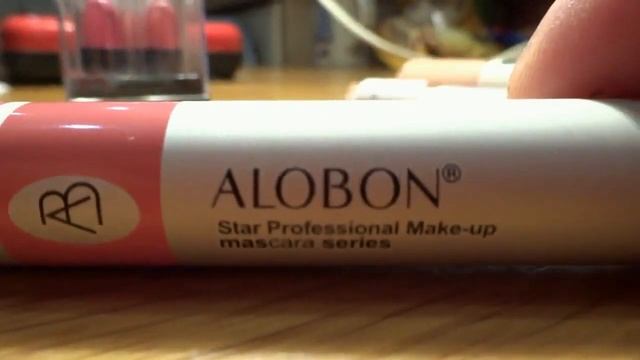 AB
ALOBON®
Star Professional Make-up
mascara series